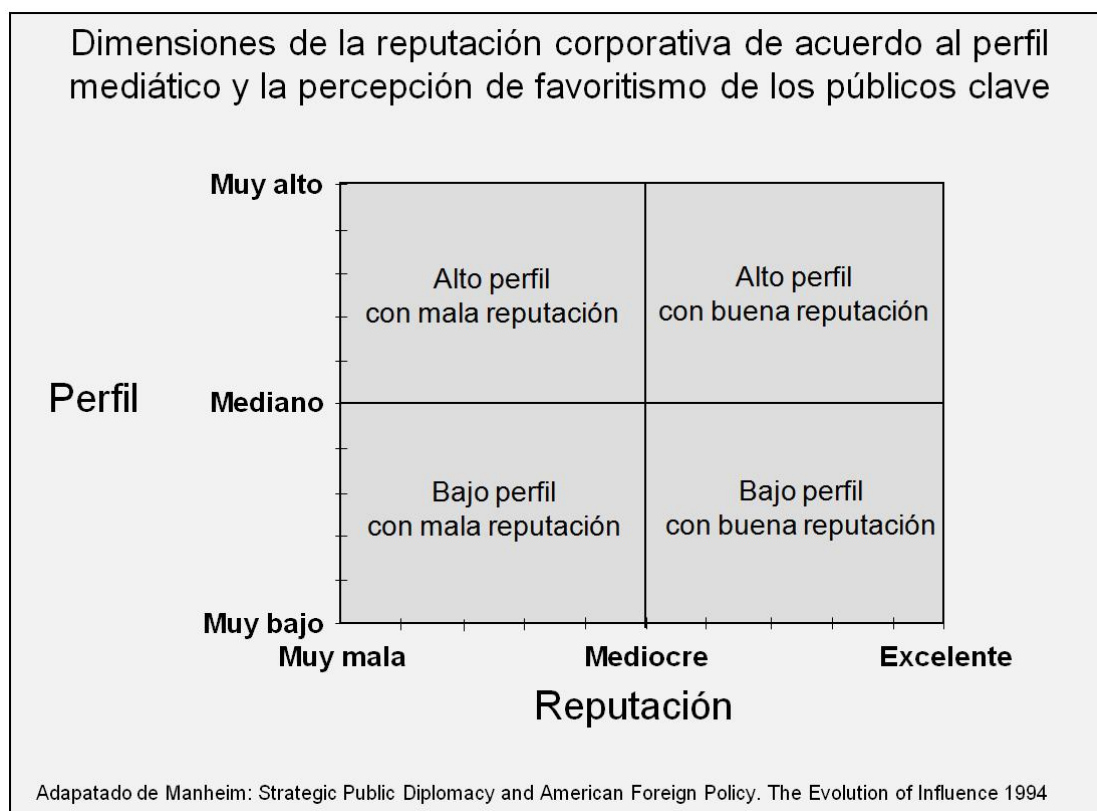 Dimensiones de la reputación corporativa de acuerdo al perfil
mediático y la percepción de favoritismo de los públicos clave
Muy alto
Alto perfil
con mala reputación
Alto perfil
con buena reputación
Perfil
Mediano
Bajo perfil
con mala reputación
Bajo perfil
con buena reputación
Muy bajo
Muy mala
Mediocre
Excelente
Reputación
Adapatado de Manheim: Strategic Public Diplomacy and American Foreign Policy. The Evolution of Influence 1994